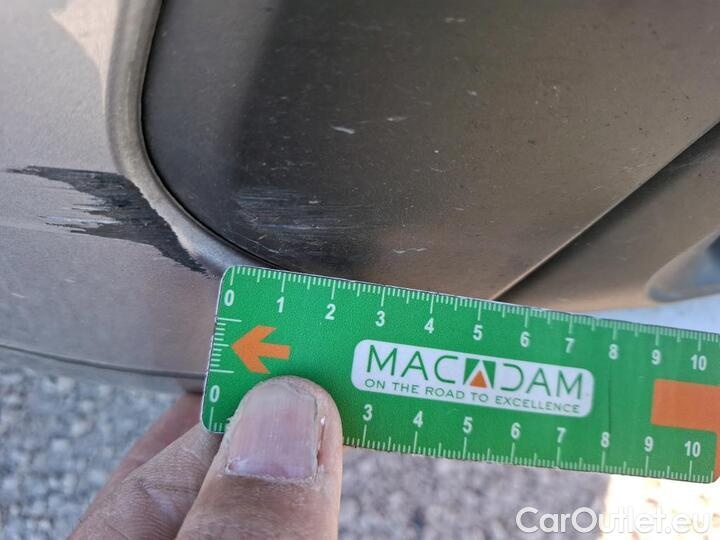 0 1 2 3 4 5 6 7 8 9 10
MACADAM
ON THE ROAD TO EXCELLENCE
0 3 4 5 6 7 8 9 10
CarOutlet.eu